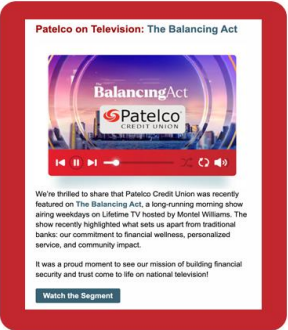 Patelco on Television: The Balancing Act
BalancingAct
Patelco
CREDIT UNION
We're thrilled to share that Patelco Credit Union was recently
featured on The Balancing Act, a long-running morning show
airing weekdays on Lifetime TV hosted by Montel Williams. The
show recently highlighted what sets us apart from traditional
banks: our commitment to financial wellness, personalized
service, and community impact.
It was a proud moment to see our mission of building financial
security and trust come to life on national television!
Watch the Segment